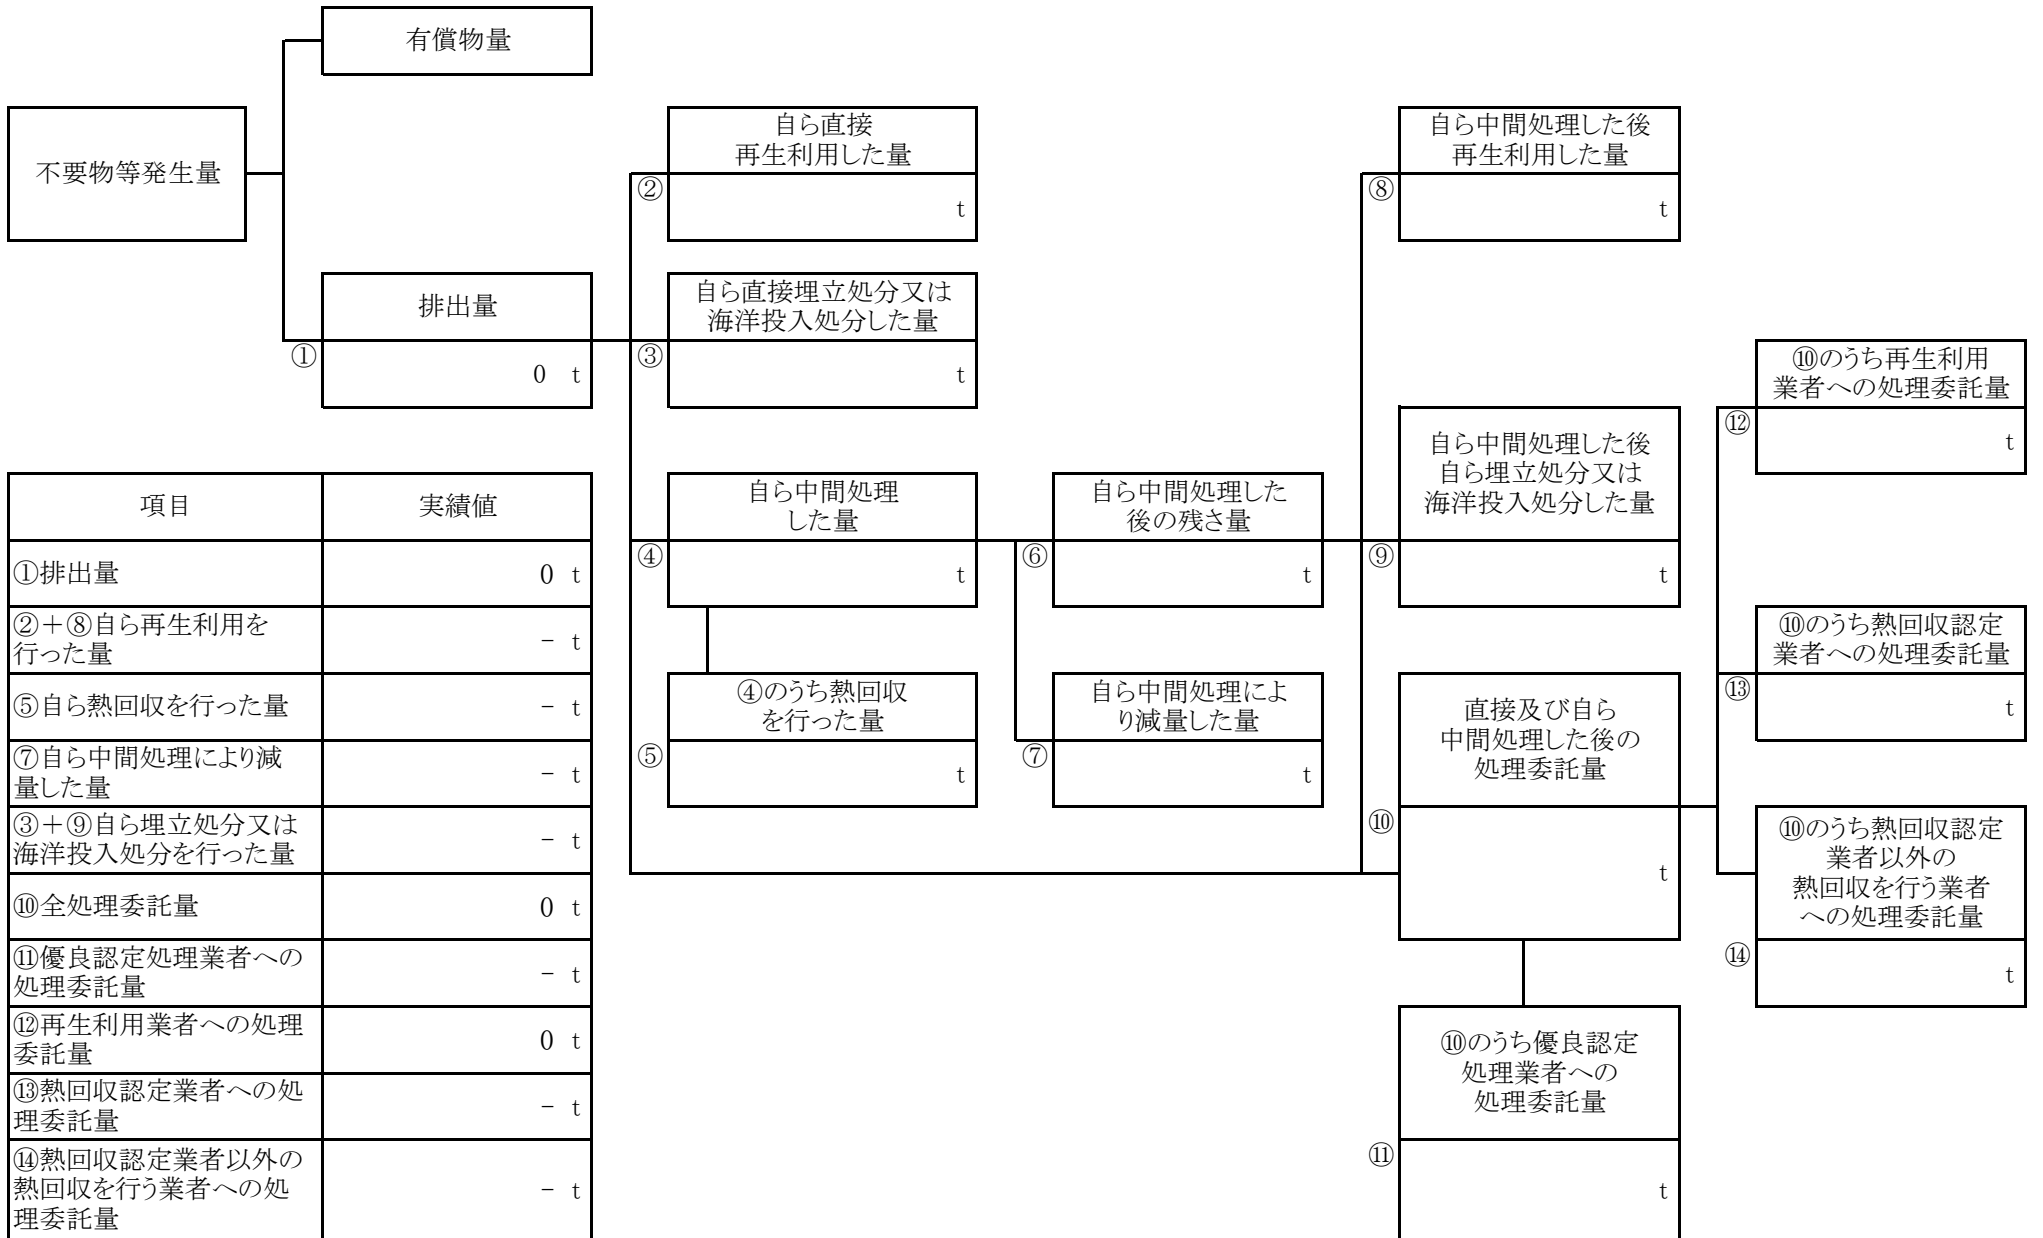 有償物量
不要物等発生量
排出量
①
0 t
自ら直接
再生利用した量
②
t
自ら直接埋立処分又は
海洋投入処分した量
③
t
自ら中間処理
した量
④
t
④のうち熱回収
を行った量
⑤
t
自ら中間処理した
後の残さ量
⑥
t
自ら中間処理によ
り減量した量
⑦
t
自ら中間処理した後
再生利用した量
⑧
t
自ら中間処理した後
自ら埋立処分又は
海洋投入処分した量
⑨
t
直接及び自ら
中間処理した後の
処理委託量
⑩
t
⑩のうち優良認定
処理業者への
処理委託量
⑪
t
⑩のうち再生利用
業者への処理委託量
⑫
t
⑩のうち熱回収認定
業者への処理委託量
⑬
t
⑩のうち熱回収認定
業者以外の
熱回収を行う業者
への処理委託量
⑭
t
項目 実績値
①排出量 0 t
②＋⑧自ら再生利用を
行った量 － t
⑤自ら熱回収を行った量 － t
⑦自ら中間処理により減
量した量 － t
③＋⑨自ら埋立処分又は
海洋投入処分を行った量 － t
⑩全処理委託量 0 t
⑪優良認定処理業者への
処理委託量 － t
⑫再生利用業者への処理
委託量 0 t
⑬熱回収認定業者への処
理委託量 － t
⑭熱回収認定業者以外の
熱回収を行う業者への処
理委託量 － t